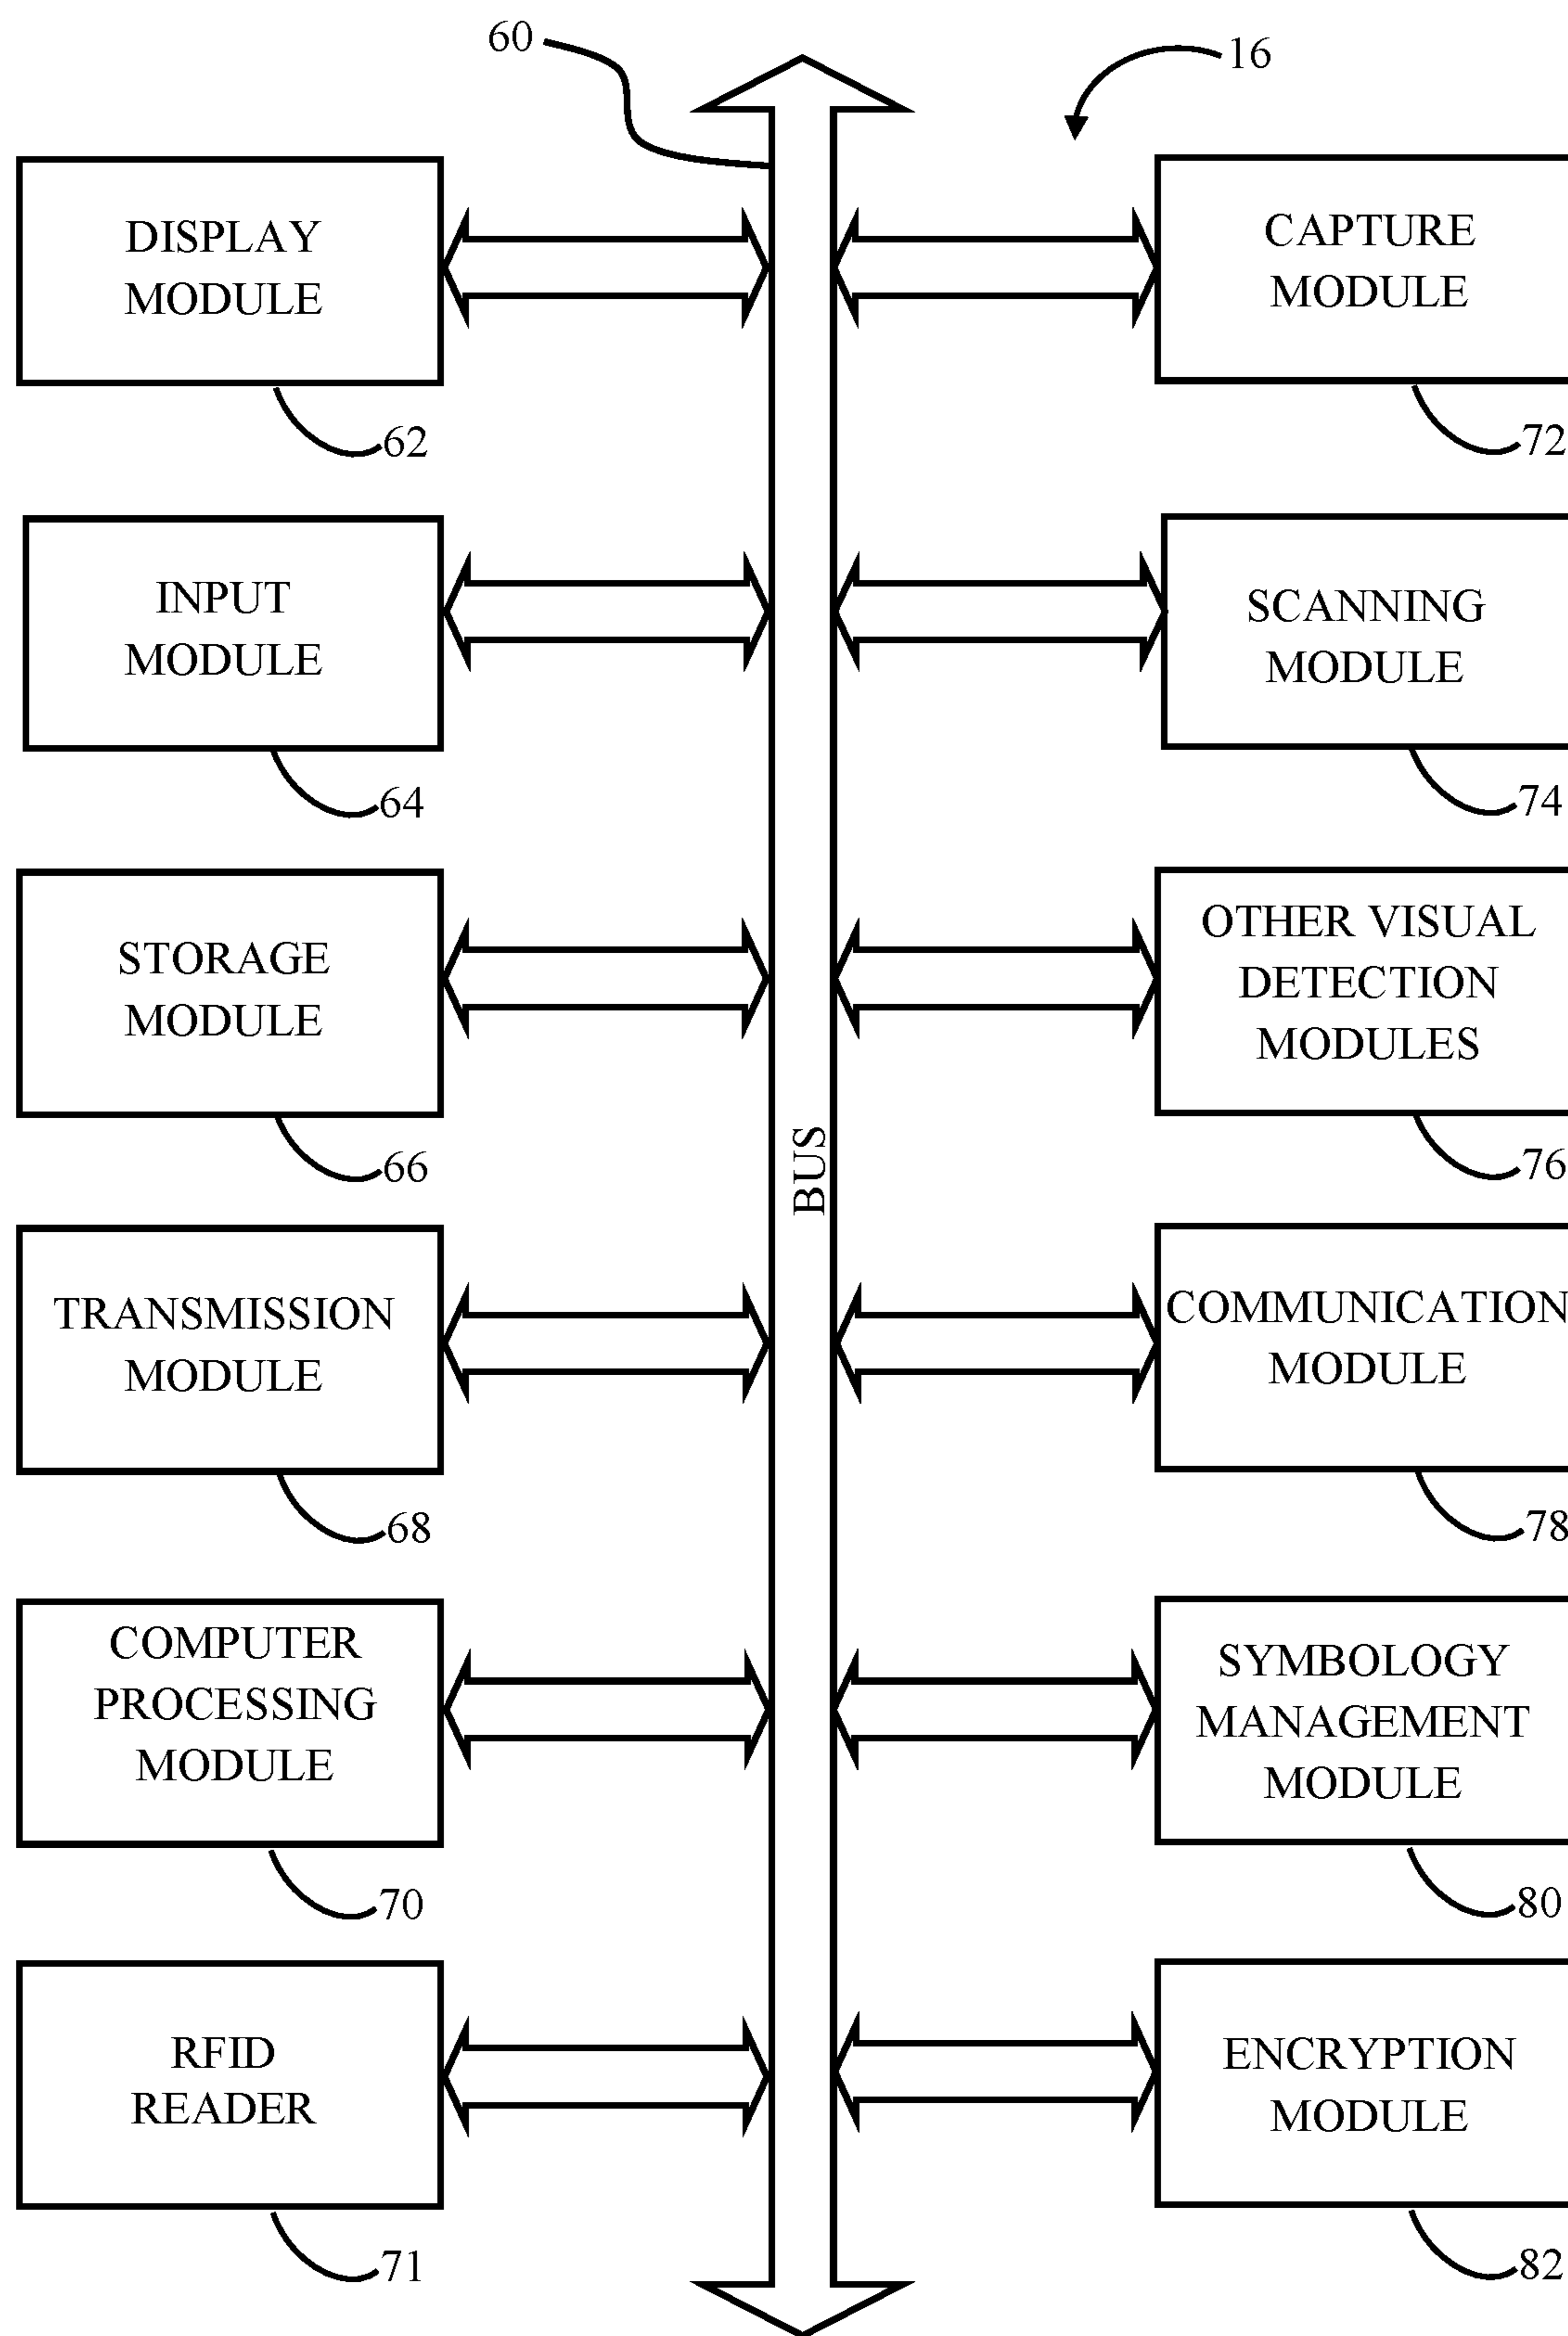 60
16
DISPLAY
MODULE
62
CAPTURE
MODULE
72
INPUT
MODULE
64
SCANNING
MODULE
74
STORAGE
MODULE
66
OTHER VISUAL
DETECTION
MODULES
76
BUS
TRANSMISSION
MODULE
68
COMMUNICATION
MODULE
78
COMPUTER
PROCESSING
MODULE
70
SYMBOLOGY
MANAGEMENT
MODULE
80
RFID
READER
71
ENCRYPTION
MODULE
82